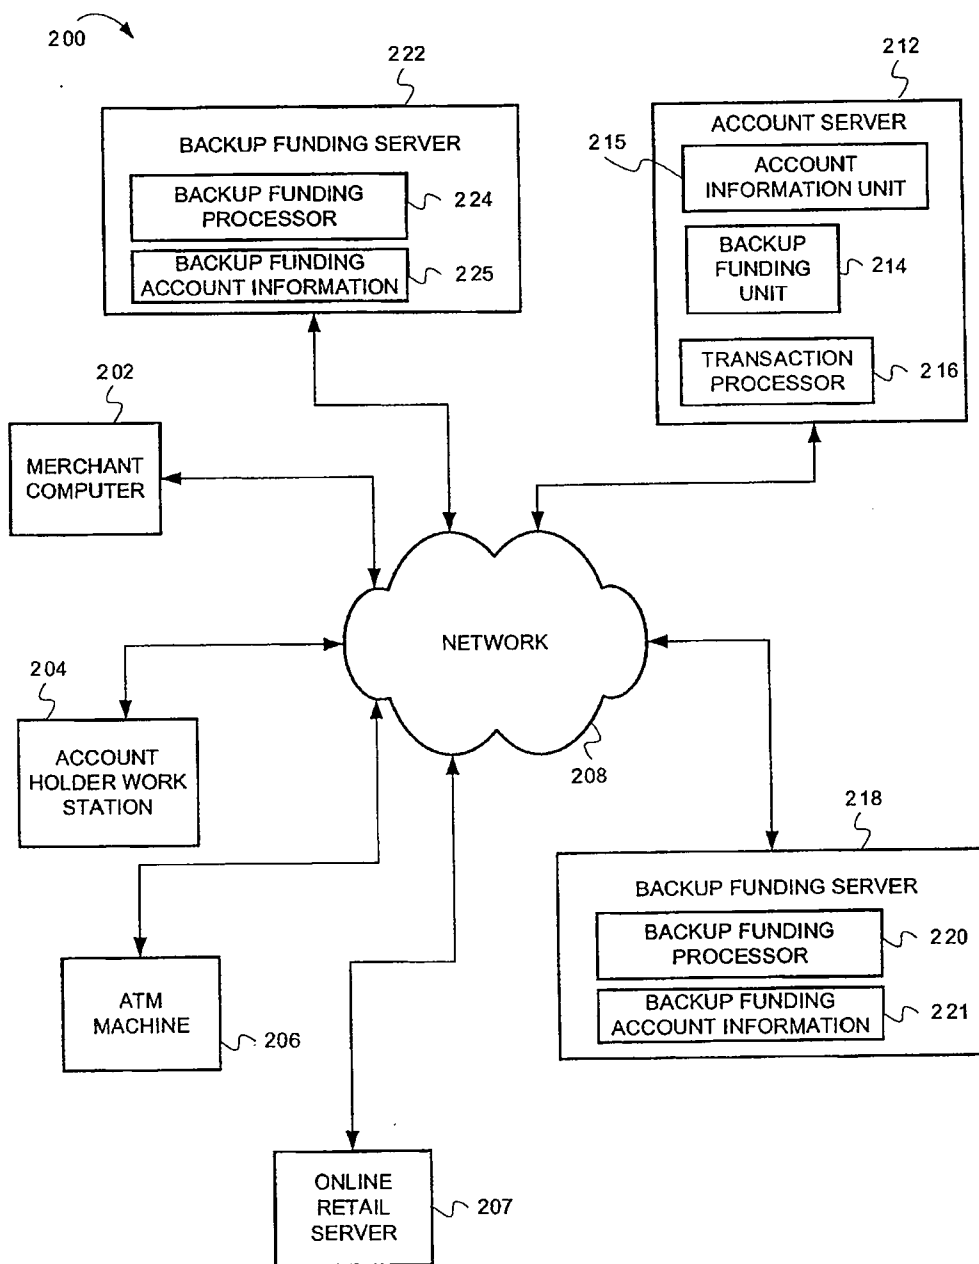 200
222
BACKUP FUNDING SERVER
BACKUP FUNDING
PROCESSOR
224
BACKUP FUNDING
ACCOUNT INFORMATION
225
212
ACCOUNT SERVER
215
ACCOUNT
INFORMATION UNIT
BACKUP
FUNDING
UNIT
214
TRANSACTION
PROCESSOR
216
202
MERCHANT
COMPUTER
NETWORK
208
204
ACCOUNT
HOLDER WORK
STATION
218
BACKUP FUNDING SERVER
BACKUP FUNDING
PROCESSOR
220
BACKUP FUNDING
ACCOUNT INFORMATION
221
ATM
MACHINE
206
ONLINE
RETAIL
SERVER
207